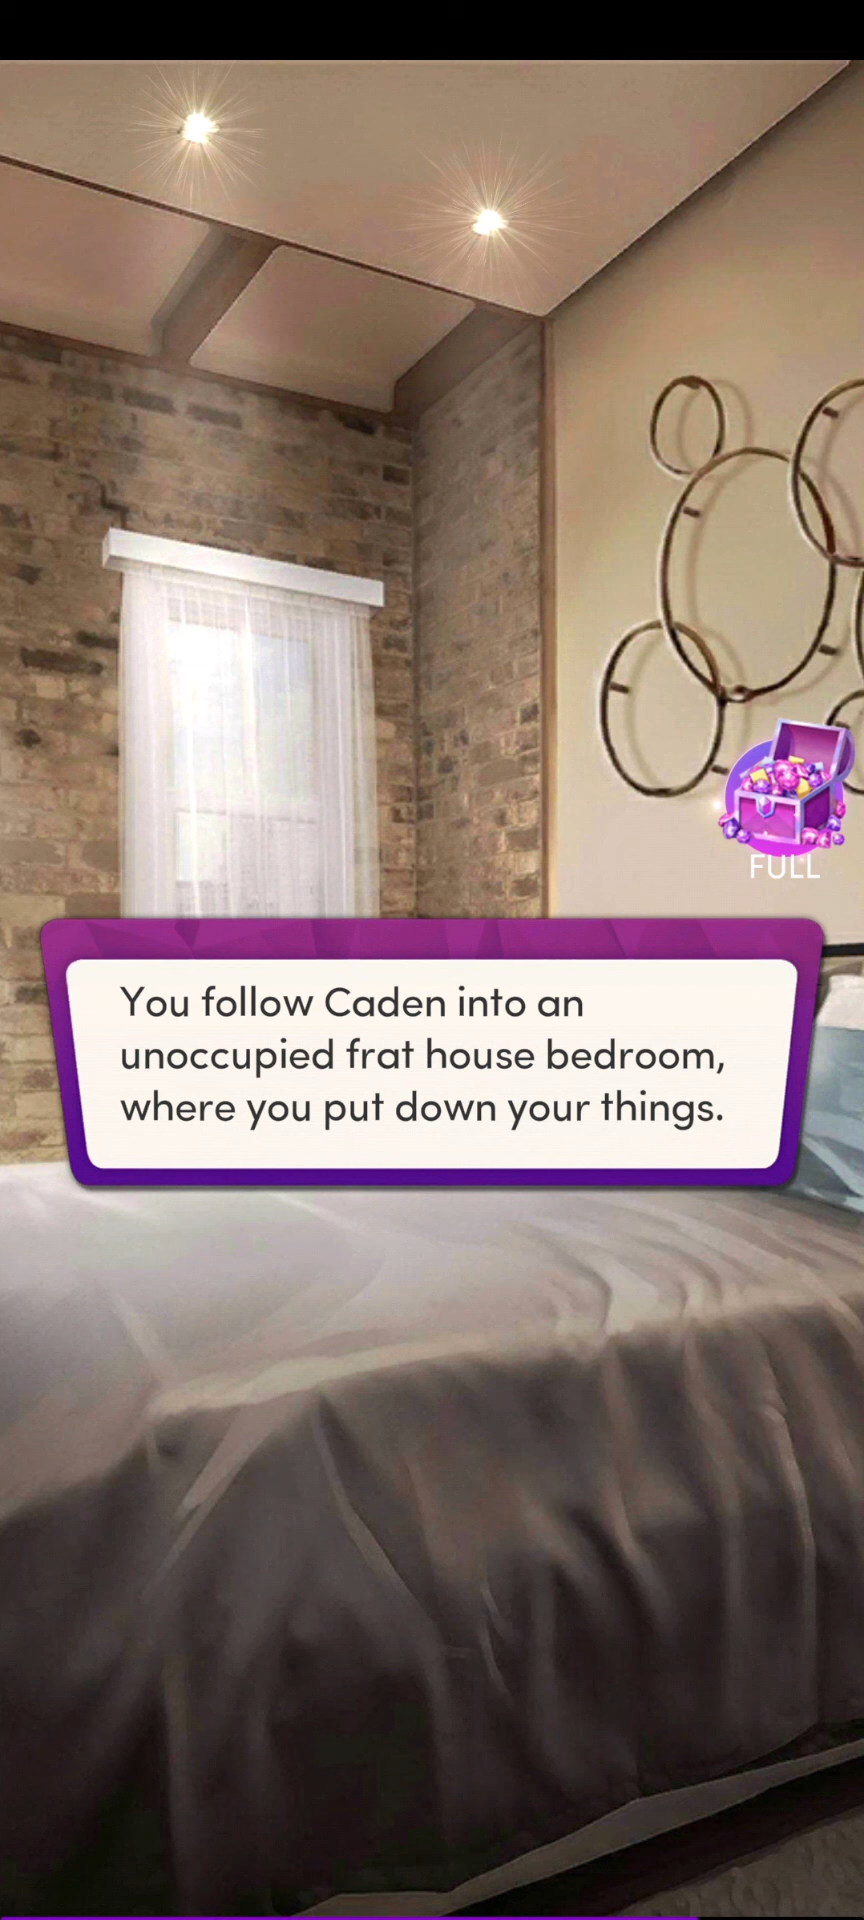 FULL
You follow Caden into an
unoccupied frat house bedroom,
where you put down your things.